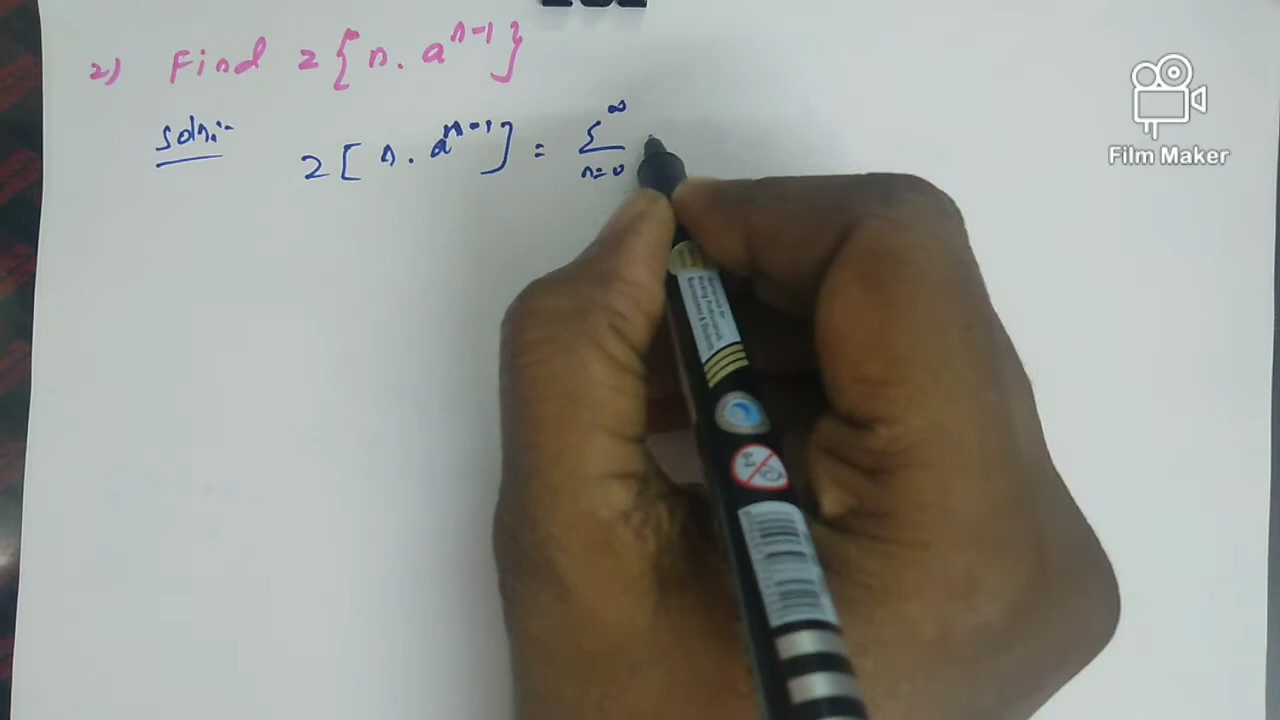 2) Find z{n.a^{n-1}}
Soln:-
z[n.a^{n-1}] = Σ_{n=0}^{∞}
Film Maker